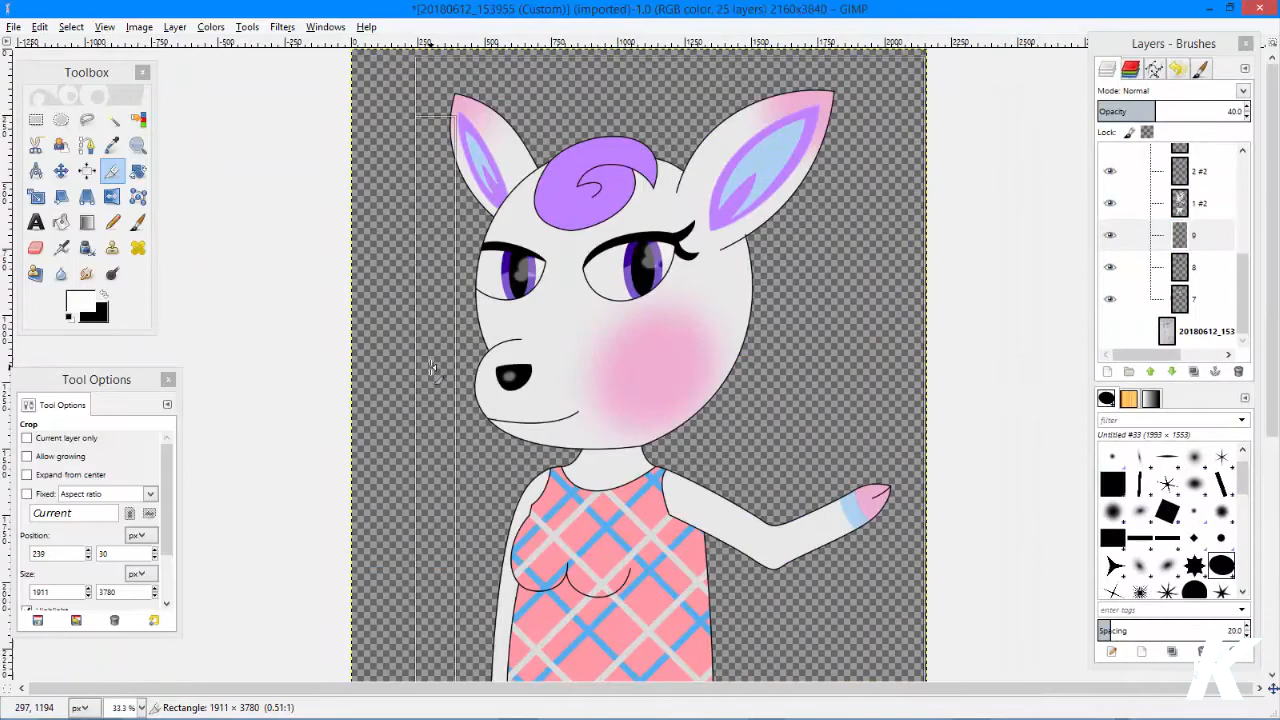 *[20180612_153955 (Custom)] (imported)-1.0 (RGB color, 25 layers) 2160x3840 – GIMP
File Edit Select View Image Layer Colors Tools Filters Windows Help
Layers - Brushes
Toolbox
Mode: Normal
Opacity 40.0
Lock:
2 #2
1 #2
9
8
7
20180612_153
Tool Options
Tool Options
Crop
Current layer only
Allow growing
Expand from center
Fixed: Aspect ratio
Current
Position: px
239 30
Size: px
1911 3780
filter
Untitled #33 (1993 × 1553)
enter tags
Spacing 20.0
K
297, 1194 px 33.3 % Rectangle: 1911 × 3780 (0.51:1)